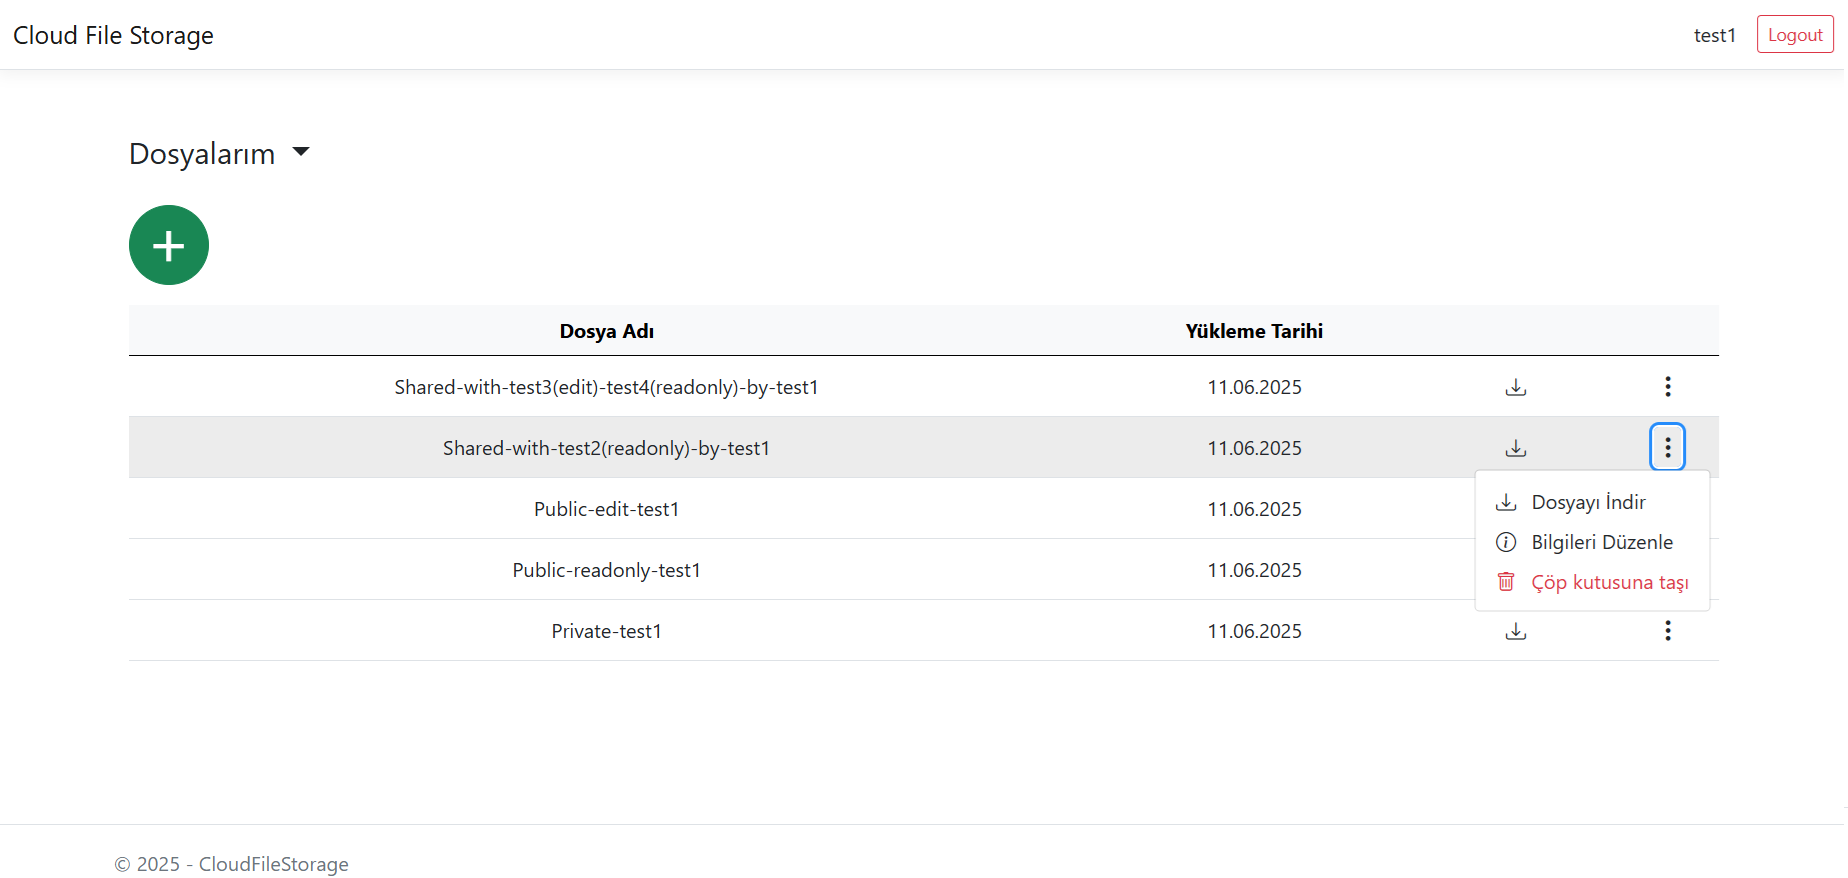 Cloud File Storage
test1
Logout
Dosyalarım
Dosya Adı
Yükleme Tarihi
Shared-with-test3(edit)-test4(readonly)-by-test1
11.06.2025
Shared-with-test2(readonly)-by-test1
11.06.2025
Dosyayı İndir
Bilgileri Düzenle
Çöp kutusuna taşı
Public-edit-test1
11.06.2025
Public-readonly-test1
11.06.2025
Private-test1
11.06.2025
© 2025 - CloudFileStorage